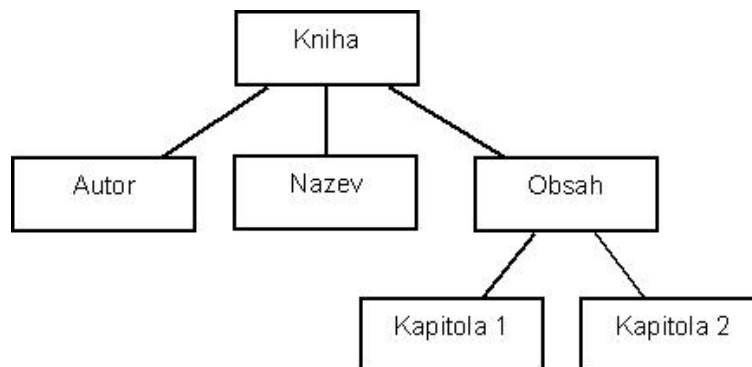 Kniha
Autor
Nazev
Obsah
Kapitola 1
Kapitola 2